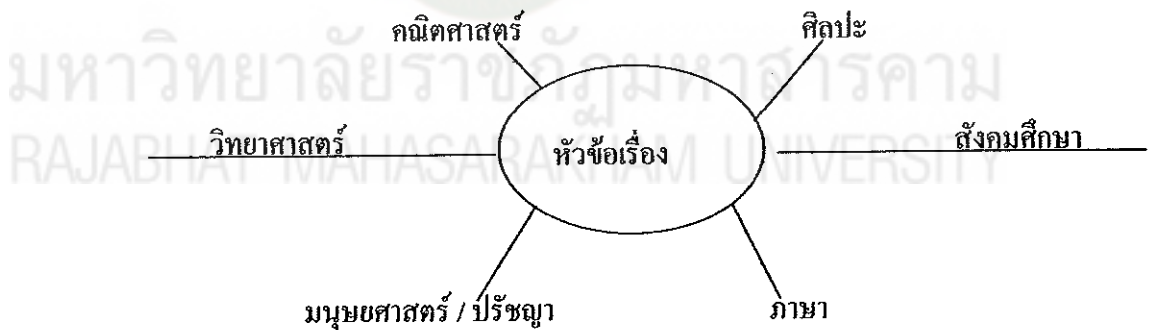 คณิตศาสตร์
ศิลปะ
มหาวิทยาลัยราชภัฏมหาสารคาม
RAJABHAT MAHASARAKHAM UNIVERSITY
วิทยาศาสตร์
หัวข้อเรื่อง
สังคมศึกษา
มนุษยศาสตร์ / ปรัชญา
ภาษา